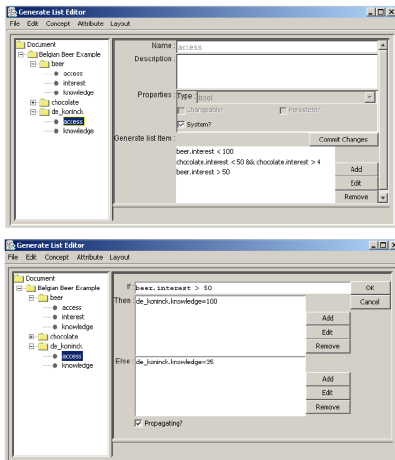 Generate List Editor
File Edit Concept Attribute Layout
Document
Belgian Beer Example
beer
access
interest
knowledge
chocolate
de_koninck
access
knowledge
Name :
access
Description :
Properties :
Type :
bool
Changeable?
Persistent?
System?
Generate list Item :
Commit Changes
beer.interest < 100
chocolate.interest < 50 && chocolate.interest > 4
beer.interest > 50
Add
Edit
Remove
Generate List Editor
File Edit Concept Attribute Layout
Document
Belgian Beer Example
beer
access
interest
knowledge
chocolate
de_koninck
access
knowledge
If
beer.interest > 50
OK
Then :
de_koninck.knowledge=100
Cancel
Add
Edit
Remove
Else :
de_koninck.knowledge=35
Add
Edit
Remove
Propagating?